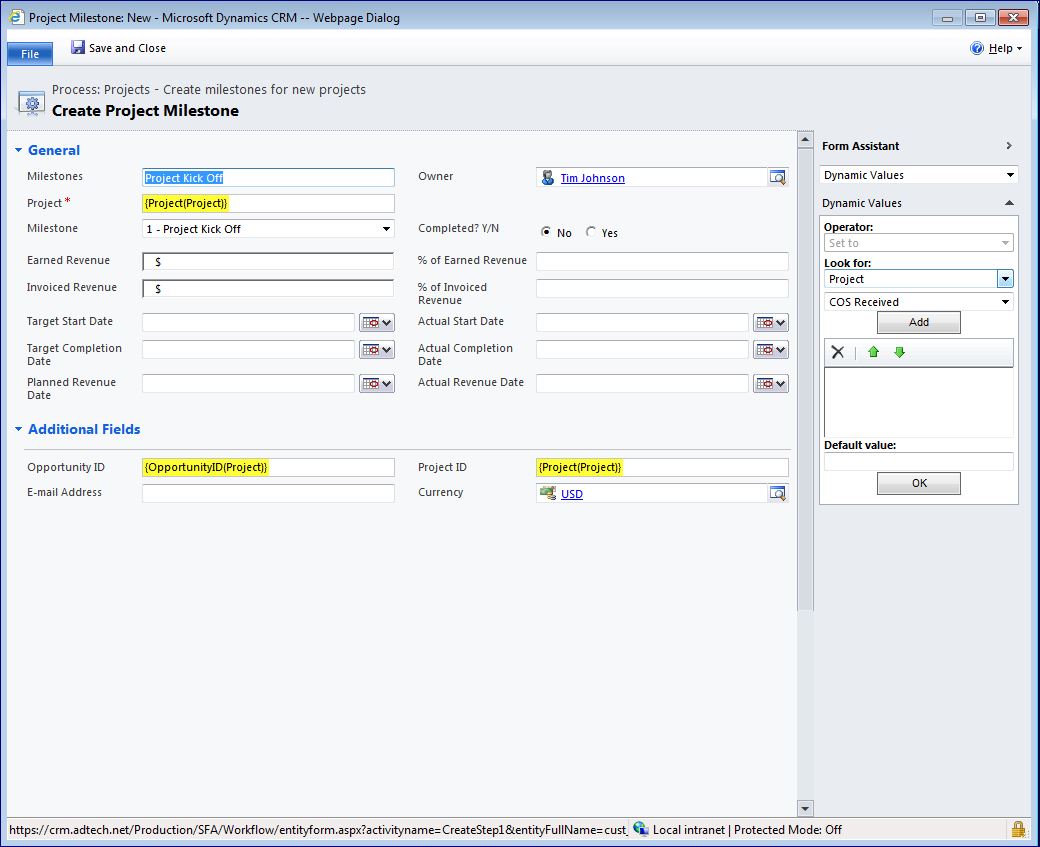 Project Milestone: New - Microsoft Dynamics CRM -- Webpage Dialog
File
Save and Close
Help
Process: Projects - Create milestones for new projects
Create Project Milestone
General
Milestones
Project Kick Off
Owner
Tim Johnson
Project *
{Project(Project)}
Milestone
1 - Project Kick Off
Completed? Y/N
No
Yes
Earned Revenue
$
% of Earned Revenue
Invoiced Revenue
$
% of Invoiced
Revenue
Target Start Date
Actual Start Date
Target Completion
Date
Actual Completion
Date
Planned Revenue
Date
Actual Revenue Date
Additional Fields
Opportunity ID
{OpportunityID(Project)}
Project ID
{Project(Project)}
E-mail Address
Currency
USD
Form Assistant
Dynamic Values
Dynamic Values
Operator:
Set to
Look for:
Project
COS Received
Add
Default value:
OK
https://crm.adtech.net/Production/SFA/Workflow/entityform.aspx?activityname=CreateStep1&entityFullName=cust_
Local intranet | Protected Mode: Off